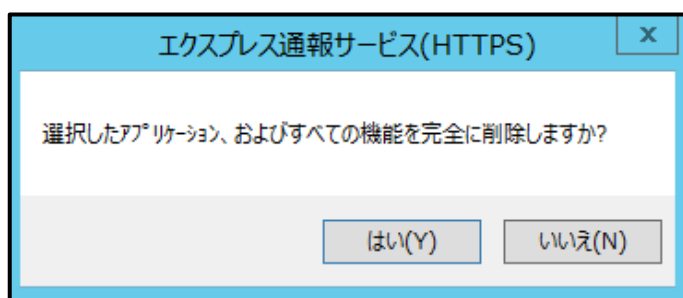 エクスプレス通報サービス(HTTPS)
x
選択したｱﾌﾟﾘｹｰｼｮﾝ、およびすべての機能を完全に削除しますか?
はい(Y)
いいえ(N)